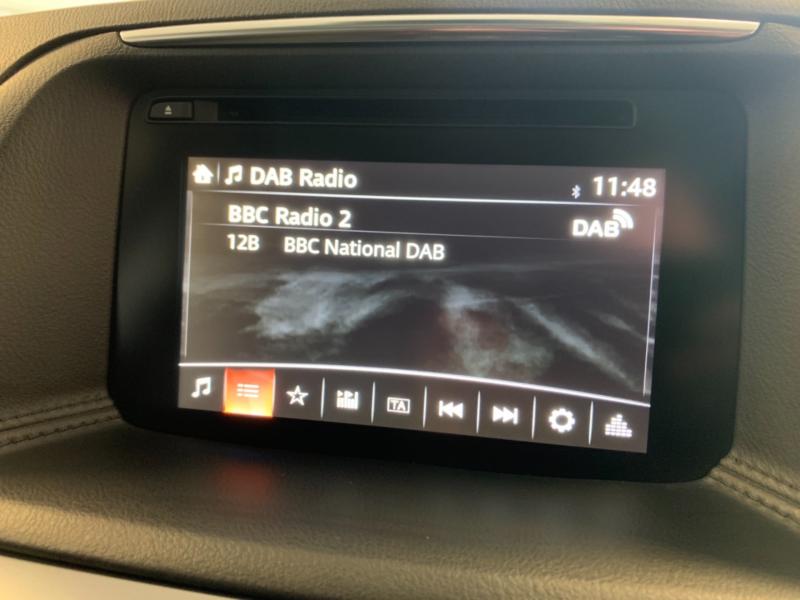 DAB Radio 11:48
BBC Radio 2 DAB
12B BBC National DAB
TA